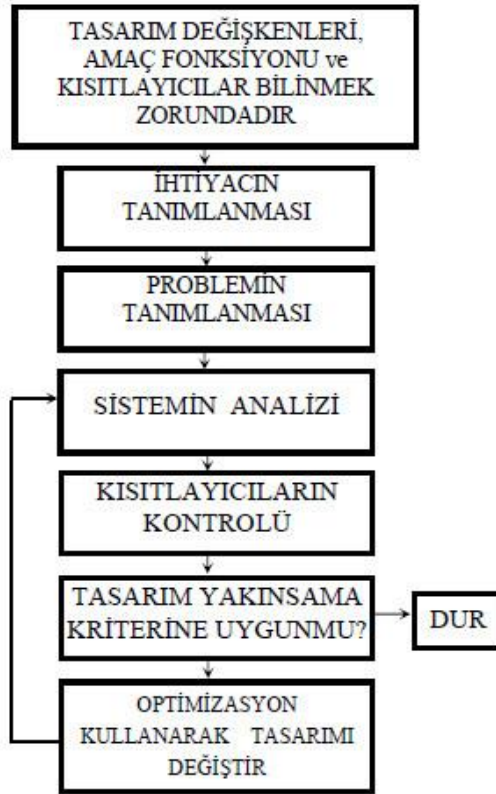 TASARIM DEĞİŞKENLERİ,
AMAÇ FONKSİYONU ve
KISITLAYICILAR BİLİNMEK
ZORUNDADIR
İHTİYACIN
TANIMLANMASI
PROBLEMİN
TANIMLANMASI
SİSTEMİN ANALİZİ
KISITLAYICILARIN
KONTROLÜ
TASARIM YAKINSAMA
KRİTERİNE UYGUNMU?
DUR
OPTİMİZASYON
KULLANARAK TASARIMI
DEĞİŞTİR